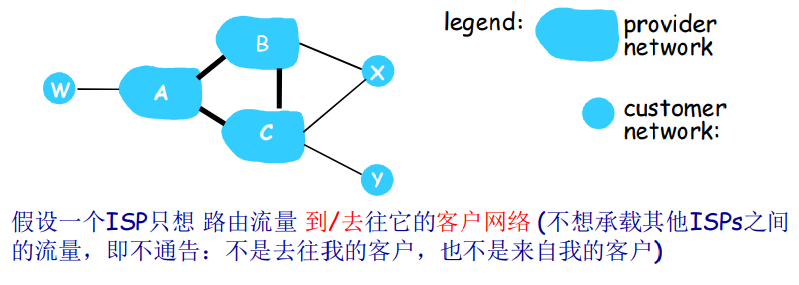 legend:
provider
network
B
X
W
A
C
customer
network:
Y
假设一个ISP只想 路由流量 到/去往它的客户网络 (不想承载其他ISPs之间
的流量，即不通告：不是去往我的客户，也不是来自我的客户)